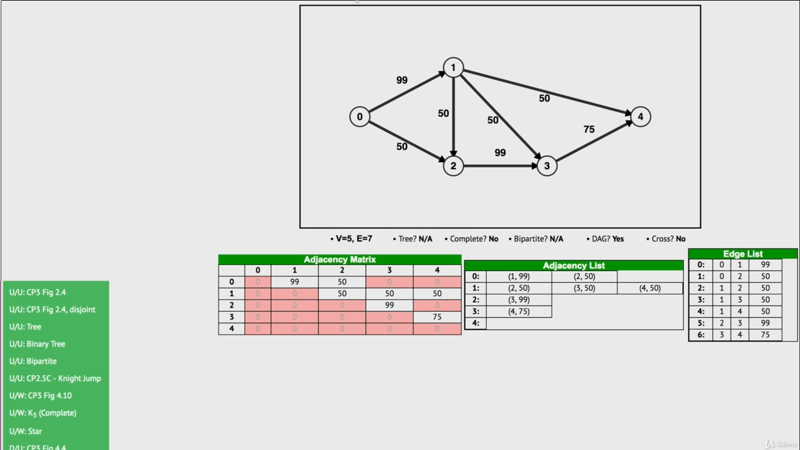 1
99
50
0
50
50
4
75
50
99
2
3
• V=5, E=7 • Tree? N/A • Complete? No • Bipartite? N/A • DAG? Yes • Cross? No
Adjacency Matrix
0 1 2 3 4
0 0 99 50 0 0
1 0 0 50 50 50
2 0 0 0 99 0
3 0 0 0 0 75
4 0 0 0 0 0
Adjacency List
0: (1, 99) (2, 50)
1: (2, 50) (3, 50) (4, 50)
2: (3, 99)
3: (4, 75)
4:
Edge List
0: 0 1 99
1: 0 2 50
2: 1 2 50
3: 1 3 50
4: 1 4 50
5: 2 3 99
6: 3 4 75
U/U: CP3 Fig 2.4
U/U: CP3 Fig 2.4, disjoint
U/U: Tree
U/U: Binary Tree
U/U: Bipartite
U/U: CP2.5C - Knight Jump
U/W: CP3 Fig 4.10
U/W: K5 (Complete)
U/W: Star
D/U: CP3 Fig 4.4